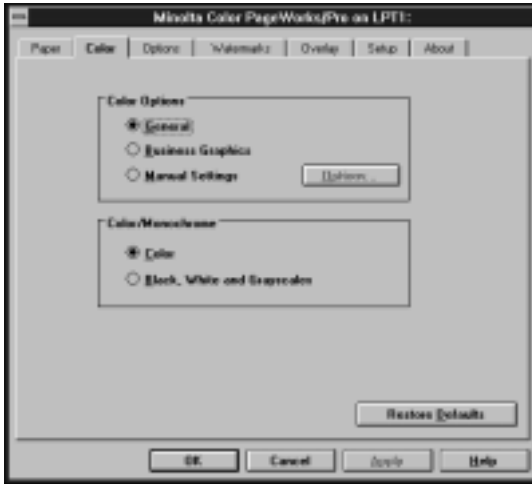 Minolta Color PageWorks/Pro on LPT1:
Paper Color Options Watermarks Overlay Setup About
Color Options
General
Business Graphics
Manual Settings Options...
Color/Monochrome
Color
Black, White and Grayscales
Restore Defaults
OK Cancel Apply Help